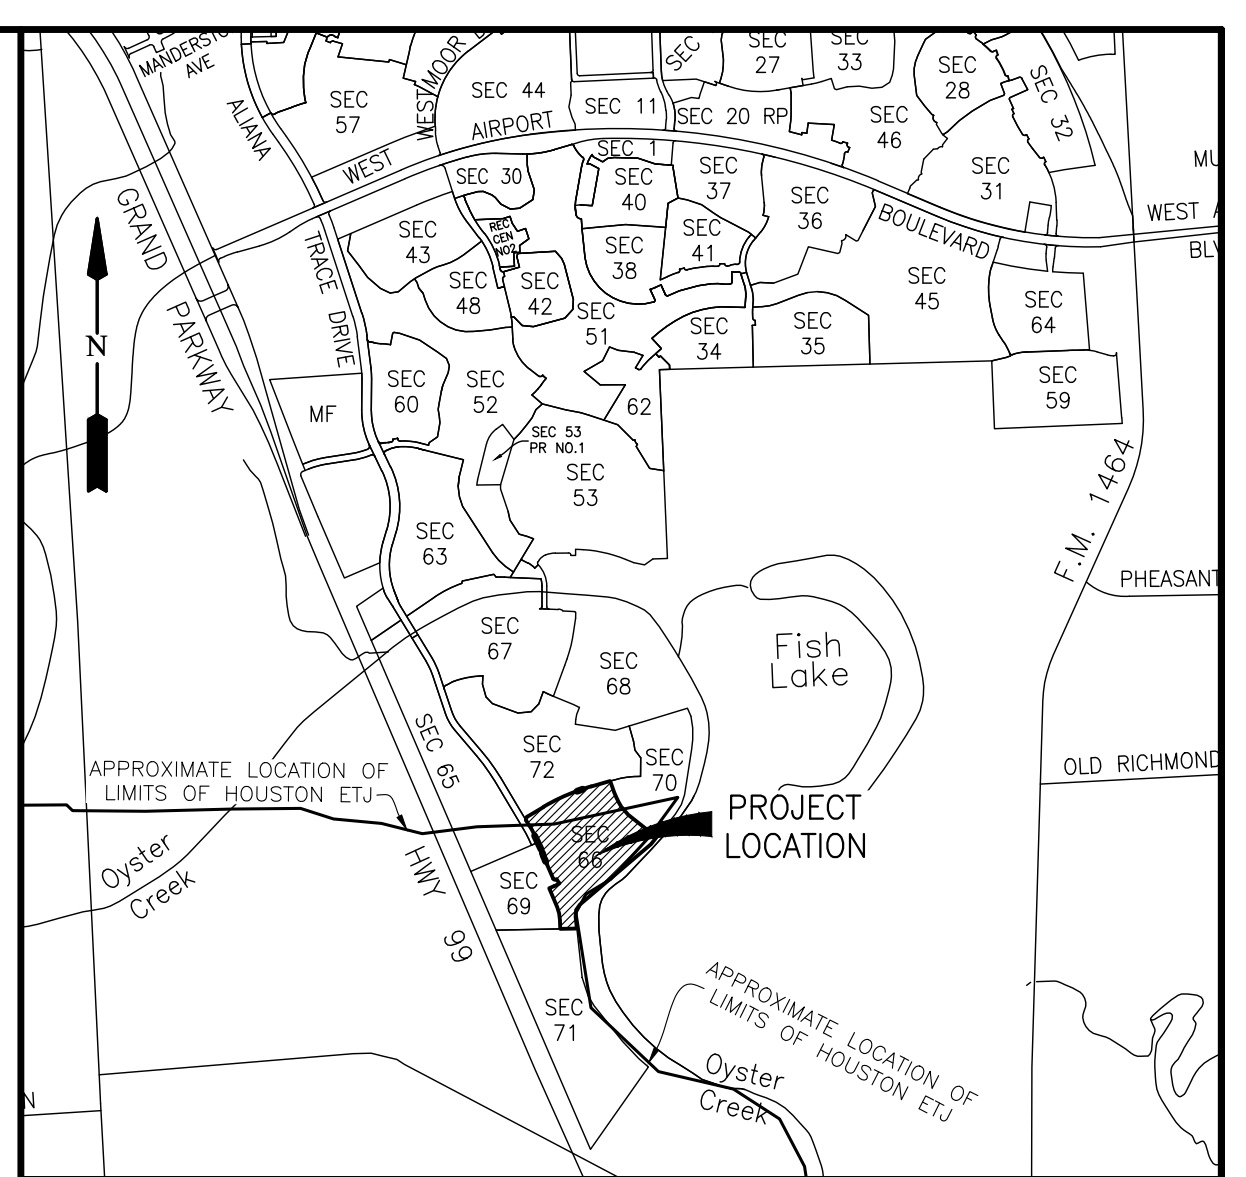 AVE
WESTMOOR
SEC
SEC
27
SEC
33
SEC
28
SEC 32
SEC
57
SEC 44
SEC 11
SEC 20 RP
SEC
46
ALIANA
TRACE DRIVE
WEST
AIRPORT
BOULEVARD
SEC 1
SEC 30
SEC
40
SEC
37
SEC
36
SEC
31
MU
WEST A
BLV
GRAND
PARKWAY
SEC
43
REC
CEN
NO2
SEC
38
SEC
41
SEC
48
SEC
42
SEC
51
SEC
45
SEC
64
SEC
34
SEC
35
N
SEC
59
MF
SEC
60
SEC
52
62
SEC 53
PR NO.1
SEC
53
F.M. 1464
SEC
63
PHEASANT
SEC
67
SEC
68
Fish
Lake
SEC 65
SEC
72
SEC
70
OLD RICHMOND
APPROXIMATE LOCATION OF
LIMITS OF HOUSTON ETJ
PROJECT
LOCATION
SEC
66
Oyster
Creek
HWY 99
SEC
69
SEC
71
APPROXIMATE LOCATION OF
LIMITS OF HOUSTON ETJ
Oyster
Creek
N